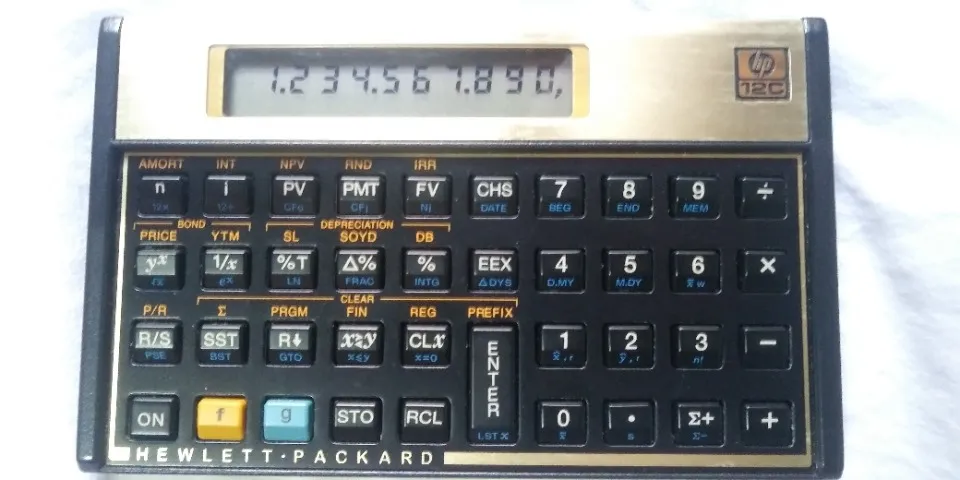 1.234.567.890,
hp
12C
AMORT INT NPV RND IRR
n i PV PMT FV CHS 7 8 9 ÷
12× 12÷ CFo CFj Nj DATE BEG END MEM
BOND DEPRECIATION
PRICE YTM SL SOYD DB
yˣ 1/x %T Δ% % EEX 4 5 6 ×
√x eˣ LN FRAC INTG ΔDYS D.MY M.DY x̄w
CLEAR
P/R Σ PRGM FIN REG PREFIX
R/S SST R↓ x≷y CLx ENTER 1 2 3 −
PSE BST GTO x≤y x=0 x̂,r ŷ,r n!
ON f g STO RCL 0 · Σ+ +
LSTx x̄ s Σ−
HEWLETT·PACKARD